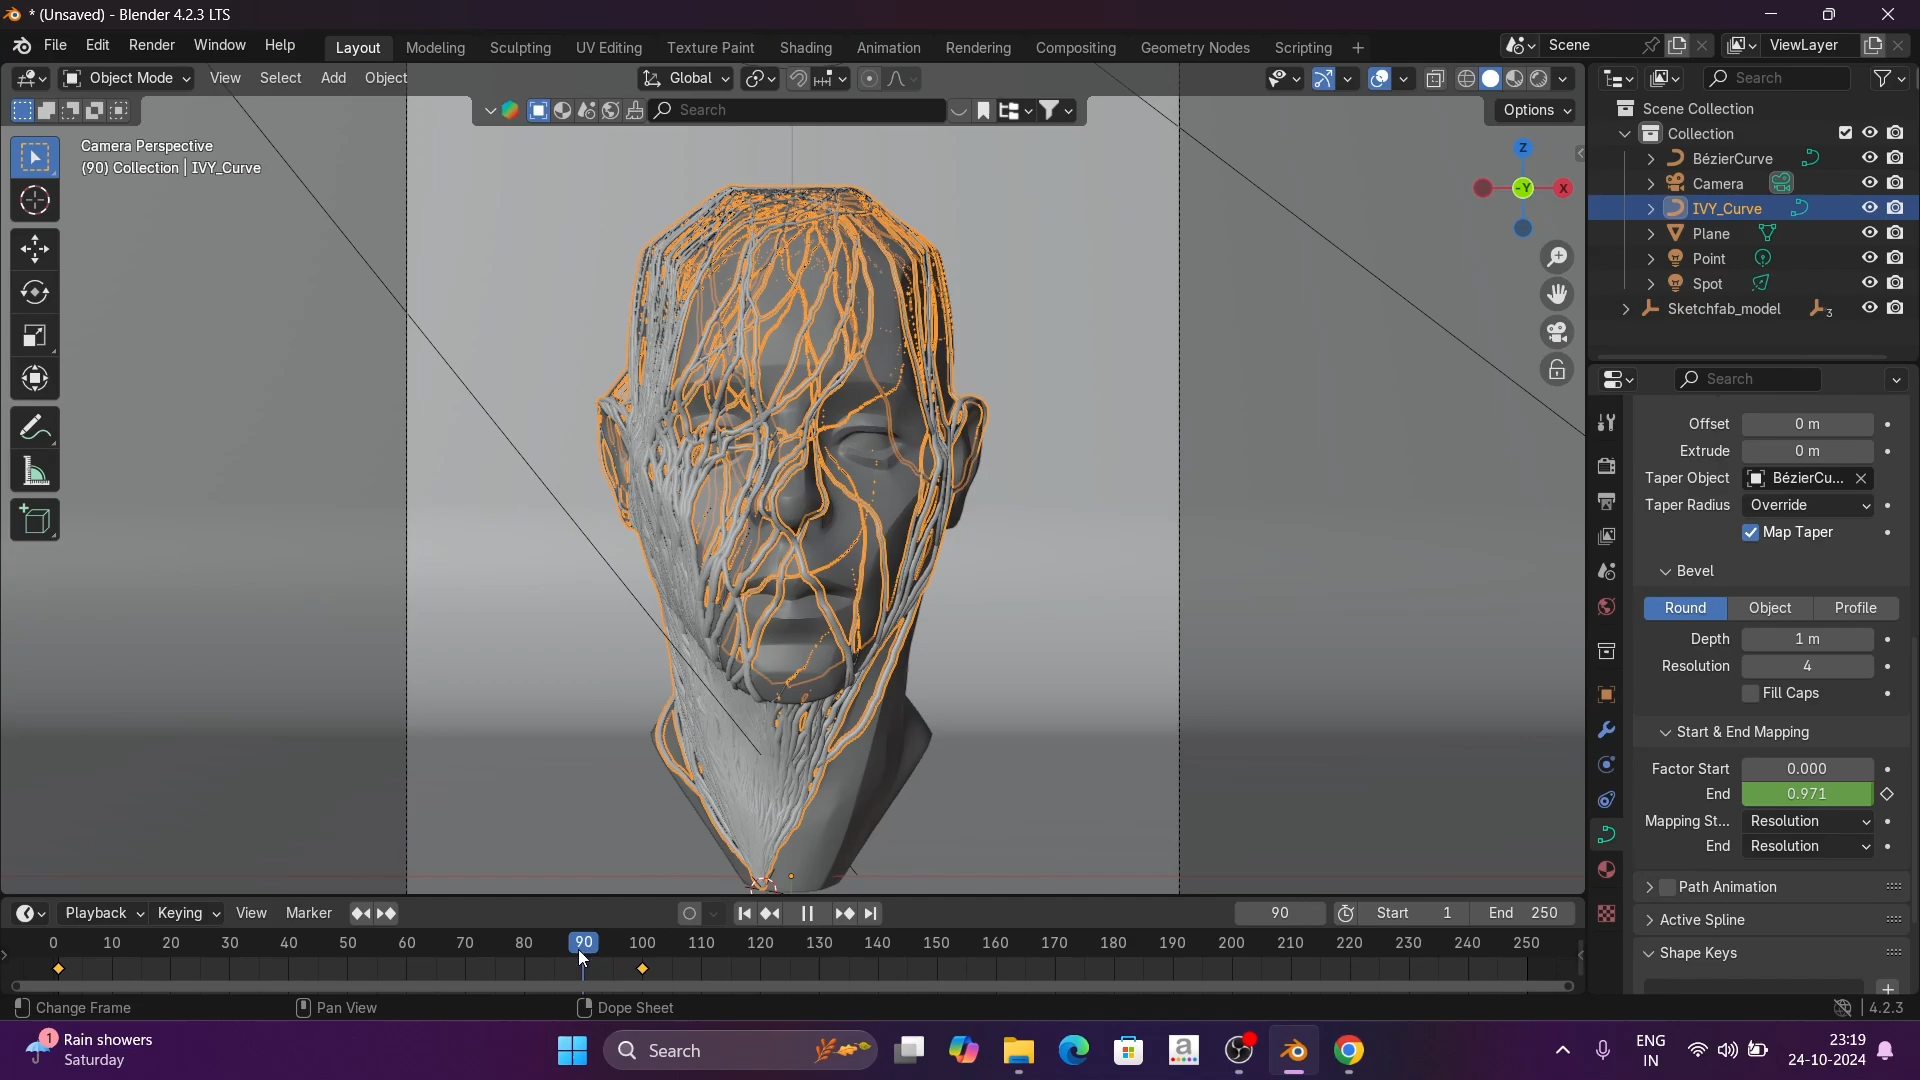 * (Unsaved) - Blender 4.2.3 LTS
File Edit Render Window Help
Layout Modeling Sculpting UV Editing Texture Paint Shading Animation Rendering Compositing Geometry Nodes Scripting +
Scene
ViewLayer
Object Mode View Select Add Object
Global
Search
Search
Options
Camera Perspective
(90) Collection | IVY_Curve
Z
-Y
X
Scene Collection
Collection
BézierCurve
Camera
IVY_Curve
Plane
Point
Spot
Sketchfab_model 3
Search
Offset 0 m
Extrude 0 m
Taper Object BézierCu...
Taper Radius Override
Map Taper
Bevel
Round Object Profile
Depth 1 m
Resolution 4
Fill Caps
Start & End Mapping
Factor Start 0.000
End 0.971
Mapping St... Resolution
End Resolution
Path Animation
Active Spline
Shape Keys
Playback Keying View Marker
90 Start 1 End 250
0 10 20 30 40 50 60 70 80 90 100 110 120 130 140 150 160 170 180 190 200 210 220 230 240 250
Change Frame Pan View Dope Sheet 4.2.3
1 Rain showers
Saturday
Search
a
ENG
IN
23:19
24-10-2024